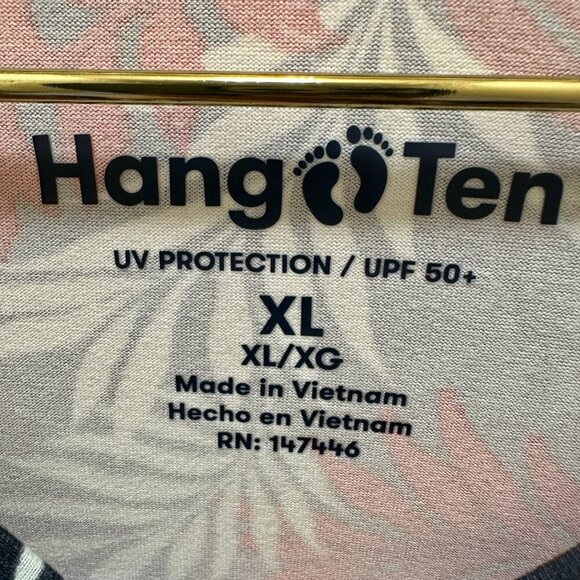 Hang Ten
UV PROTECTION / UPF 50+
XL
XL/XG
Made in Vietnam
Hecho en Vietnam
RN: 147446